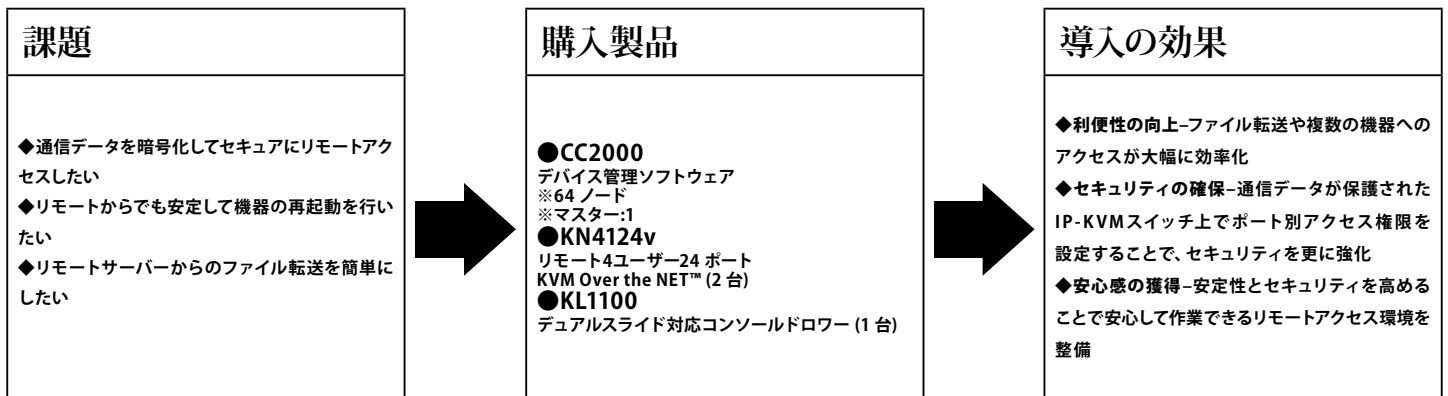 課題
◆通信データを暗号化してセキュアにリモートアク
セスしたい
◆リモートからでも安定して機器の再起動を行い
たい
◆リモートサーバーからのファイル転送を簡単に
したい
購入製品
●CC2000
デバイス管理ソフトウェア
※64 ノード
※マスター:1
●KN4124v
リモート4ユーザー24 ポート
KVM Over the NET™ (2 台)
●KL1100
デュアルスライド対応コンソールドロワー (1 台)
導入の効果
◆利便性の向上–ファイル転送や複数の機器への
アクセスが大幅に効率化
◆セキュリティの確保–通信データが保護された
IP-KVMスイッチ上でポート別アクセス権限を
設定することで、セキュリティを更に強化
◆安心感の獲得–安定性とセキュリティを高める
ことで安心して作業できるリモートアクセス環境を
整備